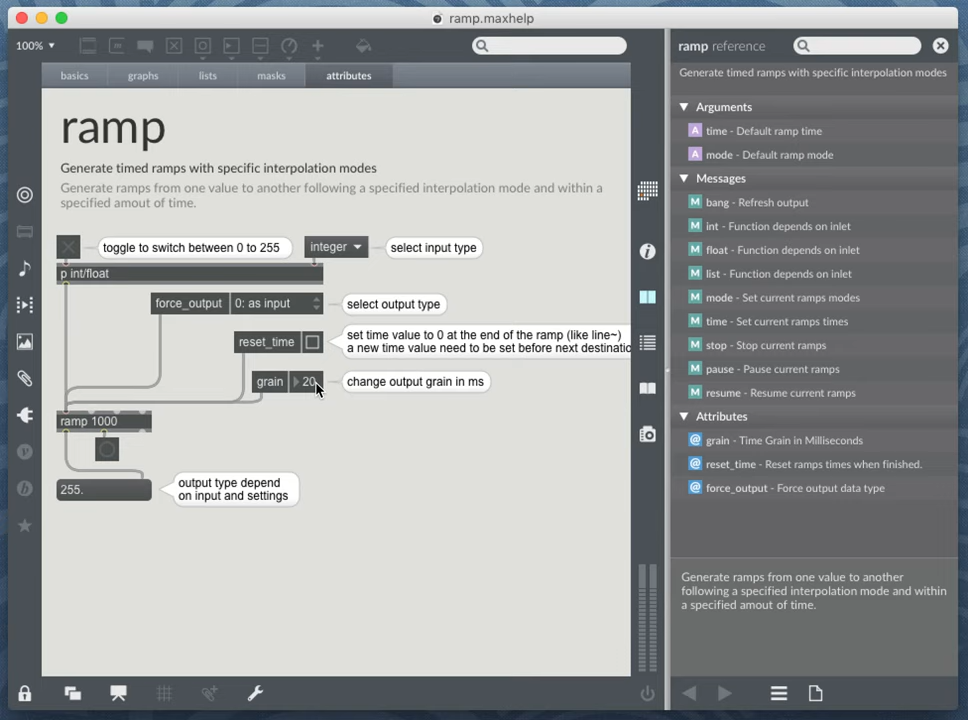 ramp.maxhelp
100%
basics
graphs
lists
masks
attributes
ramp
Generate timed ramps with specific interpolation modes
Generate ramps from one value to another following a specified interpolation mode and within a
specified amout of time.
toggle to switch between 0 to 255
integer
select input type
p int/float
force_output
0: as input
select output type
reset_time
set time value to 0 at the end of the ramp (like line~)
a new time value need to be set before next destinatio
grain
20
change output grain in ms
ramp 1000
255.
output type depend
on input and settings
ramp reference
Generate timed ramps with specific interpolation modes
Arguments
A time - Default ramp time
A mode - Default ramp mode
Messages
M bang - Refresh output
M int - Function depends on inlet
M float - Function depends on inlet
M list - Function depends on inlet
M mode - Set current ramps modes
M time - Set current ramps times
M stop - Stop current ramps
M pause - Pause current ramps
M resume - Resume current ramps
Attributes
@ grain - Time Grain in Milliseconds
@ reset_time - Reset ramps times when finished.
@ force_output - Force output data type
Generate ramps from one value to another
following a specified interpolation mode and within
a specified amout of time.